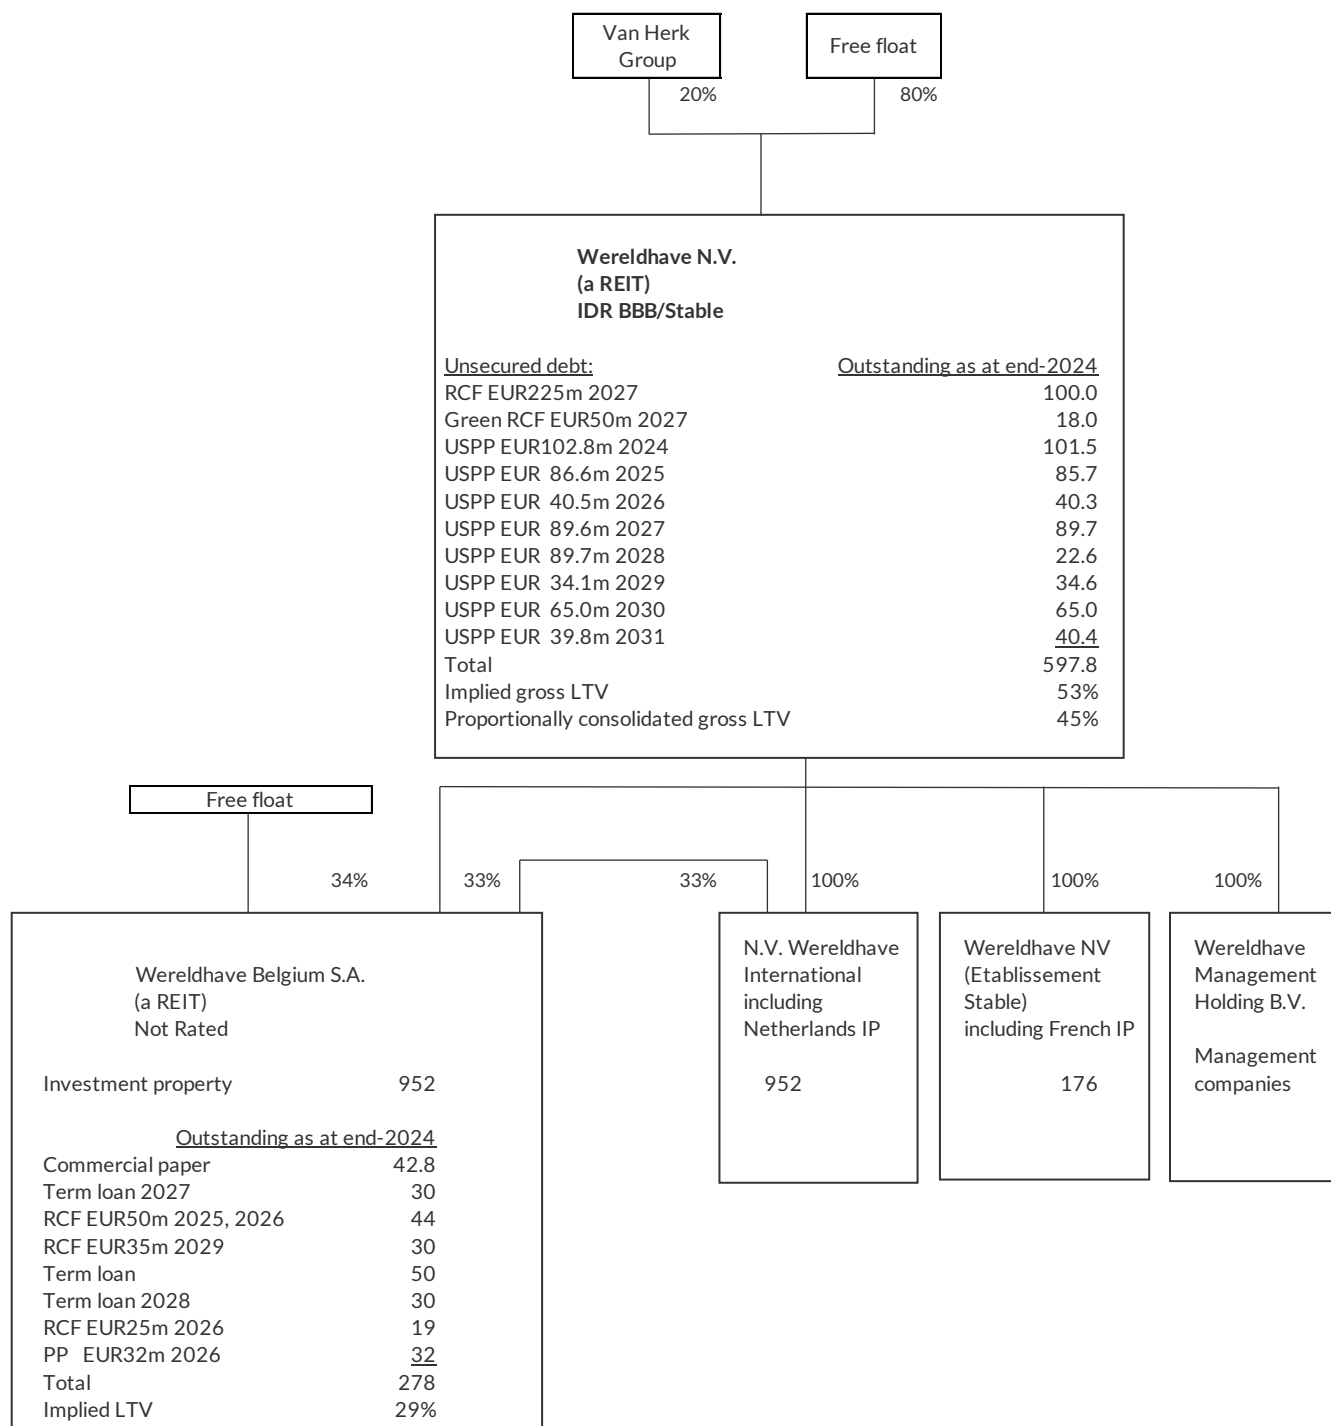 Van Herk
Group
Free float
20%
80%
Wereldhave N.V.
(a REIT)
IDR BBB/Stable
Unsecured debt: Outstanding as at end-2024
RCF EUR225m 2027 100.0
Green RCF EUR50m 2027 18.0
USPP EUR102.8m 2024 101.5
USPP EUR 86.6m 2025 85.7
USPP EUR 40.5m 2026 40.3
USPP EUR 89.6m 2027 89.7
USPP EUR 89.7m 2028 22.6
USPP EUR 34.1m 2029 34.6
USPP EUR 65.0m 2030 65.0
USPP EUR 39.8m 2031 40.4
Total 597.8
Implied gross LTV 53%
Proportionally consolidated gross LTV 45%
Free float
34% 33% 33% 100% 100% 100%
Wereldhave Belgium S.A.
(a REIT)
Not Rated
Investment property 952
Outstanding as at end-2024
Commercial paper 42.8
Term loan 2027 30
RCF EUR50m 2025, 2026 44
RCF EUR35m 2029 30
Term loan 50
Term loan 2028 30
RCF EUR25m 2026 19
PP EUR32m 2026 32
Total 278
Implied LTV 29%
N.V. Wereldhave
International
including
Netherlands IP
952
Wereldhave NV
(Etablissement
Stable)
including French IP
176
Wereldhave
Management
Holding B.V.
Management
companies